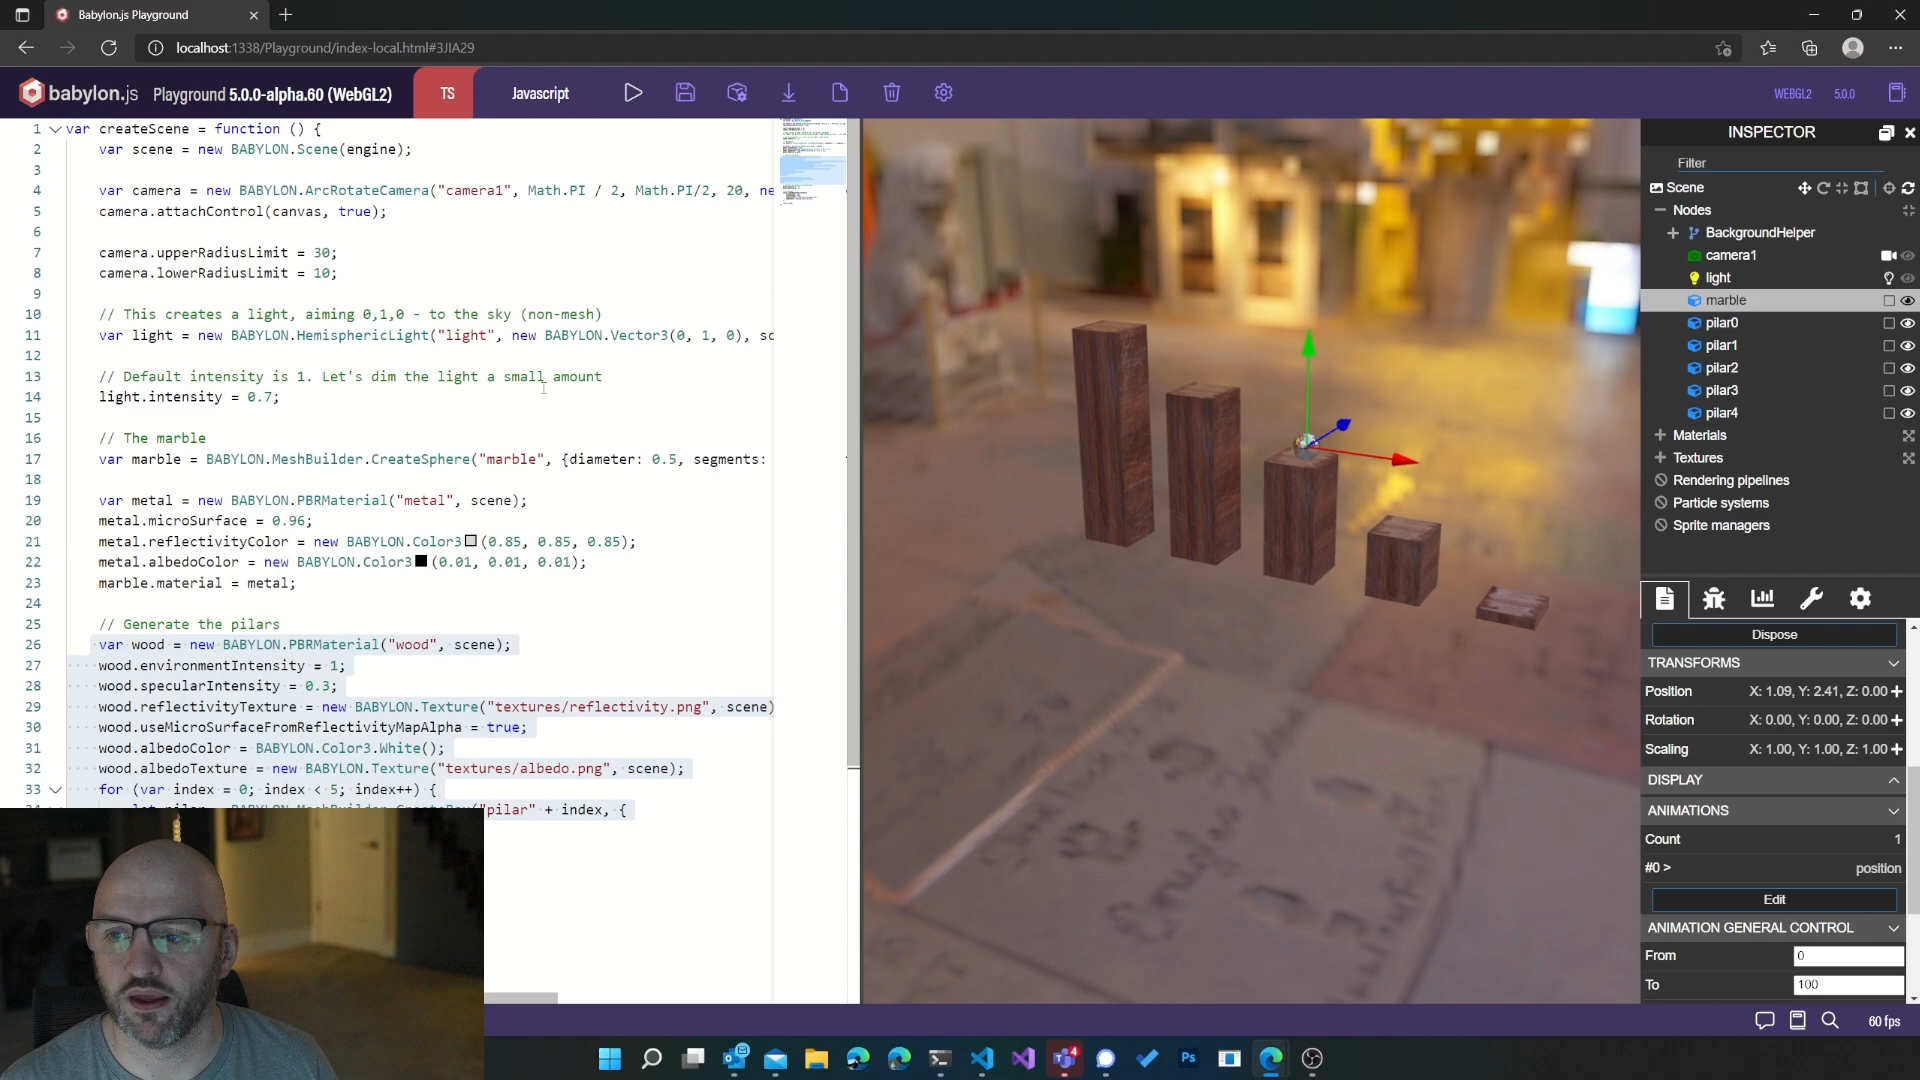 Babylon.js Playground
localhost:1338/Playground/index-local.html#3JIA29
babylon.js Playground 5.0.0-alpha.60 (WebGL2)
TS
Javascript
WEBGL2
5.0.0
1 var createScene = function () {
2 var scene = new BABYLON.Scene(engine);
3
4 var camera = new BABYLON.ArcRotateCamera("camera1", Math.PI / 2, Math.PI/2, 20, ne
5 camera.attachControl(canvas, true);
6
7 camera.upperRadiusLimit = 30;
8 camera.lowerRadiusLimit = 10;
9
10 // This creates a light, aiming 0,1,0 - to the sky (non-mesh)
11 var light = new BABYLON.HemisphericLight("light", new BABYLON.Vector3(0, 1, 0), sc
12
13 // Default intensity is 1. Let's dim the light a small amount
14 light.intensity = 0.7;
15
16 // The marble
17 var marble = BABYLON.MeshBuilder.CreateSphere("marble", {diameter: 0.5, segments:
18
19 var metal = new BABYLON.PBRMaterial("metal", scene);
20 metal.microSurface = 0.96;
21 metal.reflectivityColor = new BABYLON.Color3(0.85, 0.85, 0.85);
22 metal.albedoColor = new BABYLON.Color3(0.01, 0.01, 0.01);
23 marble.material = metal;
24
25 // Generate the pilars
26 var wood = new BABYLON.PBRMaterial("wood", scene);
27 wood.environmentIntensity = 1;
28 wood.specularIntensity = 0.3;
29 wood.reflectivityTexture = new BABYLON.Texture("textures/reflectivity.png", scene)
30 wood.useMicroSurfaceFromReflectivityMapAlpha = true;
31 wood.albedoColor = BABYLON.Color3.White();
32 wood.albedoTexture = new BABYLON.Texture("textures/albedo.png", scene);
33 for (var index = 0; index < 5; index++) {
"pilar" + index, {
INSPECTOR
Filter
Scene
Nodes
BackgroundHelper
camera1
light
marble
pilar0
pilar1
pilar2
pilar3
pilar4
Materials
Textures
Rendering pipelines
Particle systems
Sprite managers
Dispose
TRANSFORMS
Position X: 1.09, Y: 2.41, Z: 0.00
Rotation X: 0.00, Y: 0.00, Z: 0.00
Scaling X: 1.00, Y: 1.00, Z: 1.00
DISPLAY
ANIMATIONS
Count 1
#0 > position
Edit
ANIMATION GENERAL CONTROL
From 0
To 100
60 fps
4
Ps